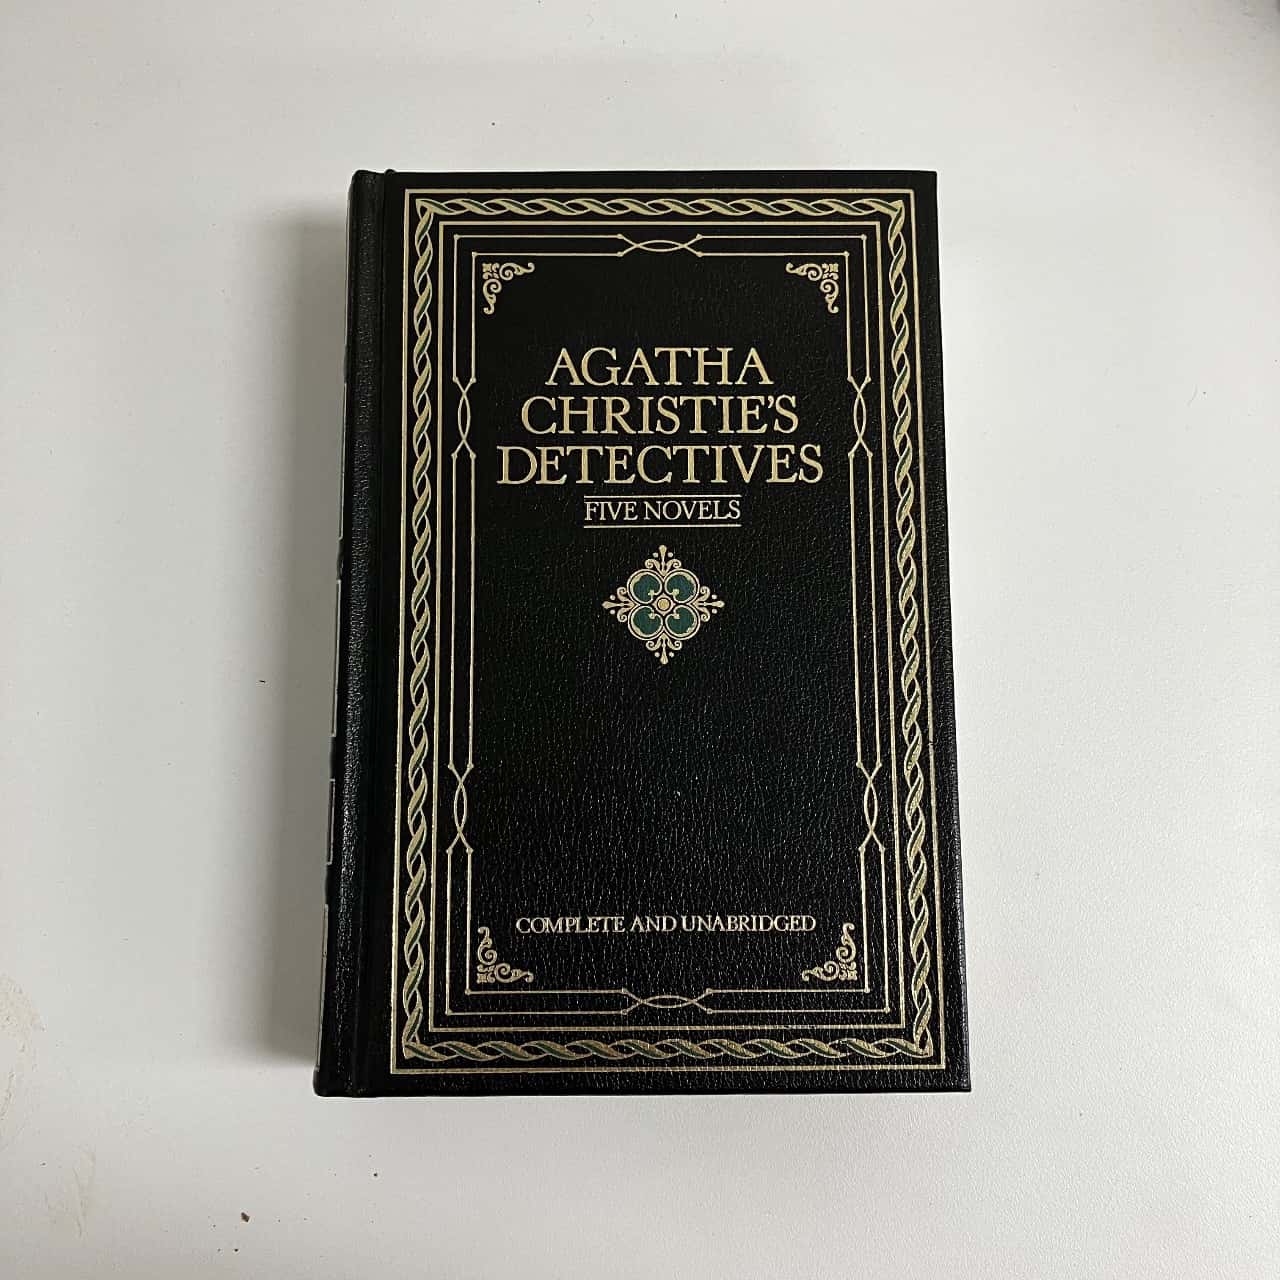 AGATHA
CHRISTIE'S
DETECTIVES
FIVE NOVELS
COMPLETE AND UNABRIDGED